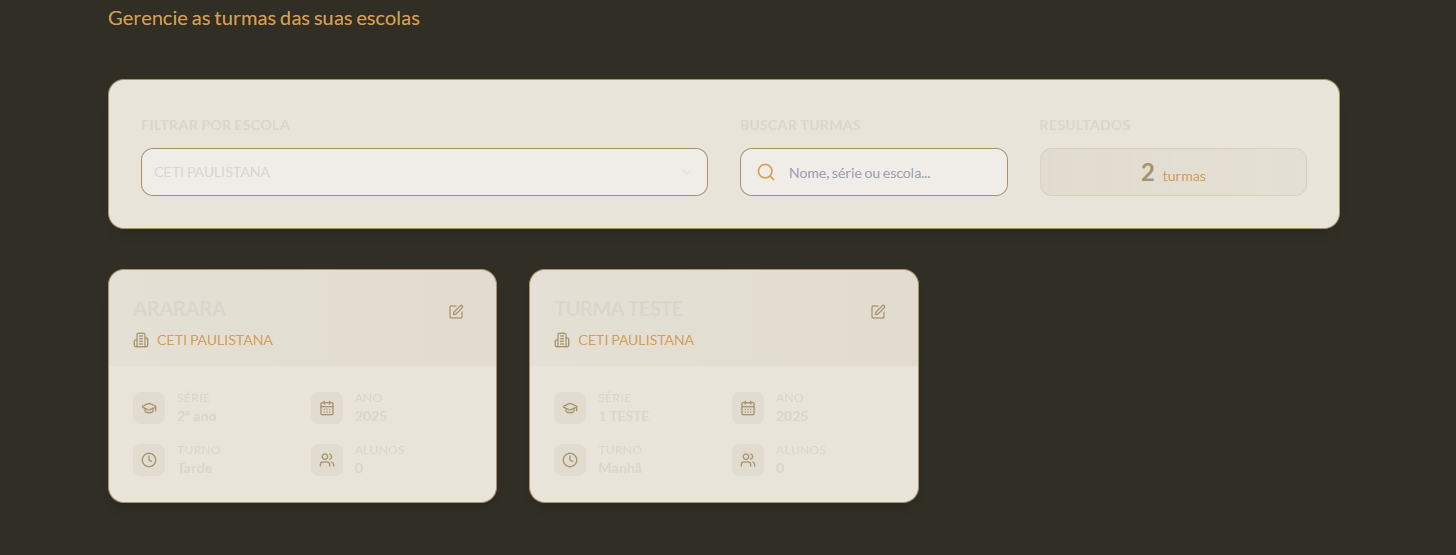 Gerencie as turmas das suas escolas
FILTRAR POR ESCOLA
CETI PAULISTANA
BUSCAR TURMAS
Nome, série ou escola...
RESULTADOS
2 turmas
ARARARA
CETI PAULISTANA
SÉRIE
2º ano
ANO
2025
TURNO
Tarde
ALUNOS
0
TURMA TESTE
CETI PAULISTANA
SÉRIE
1 TESTE
ANO
2025
TURNO
Manhã
ALUNOS
0